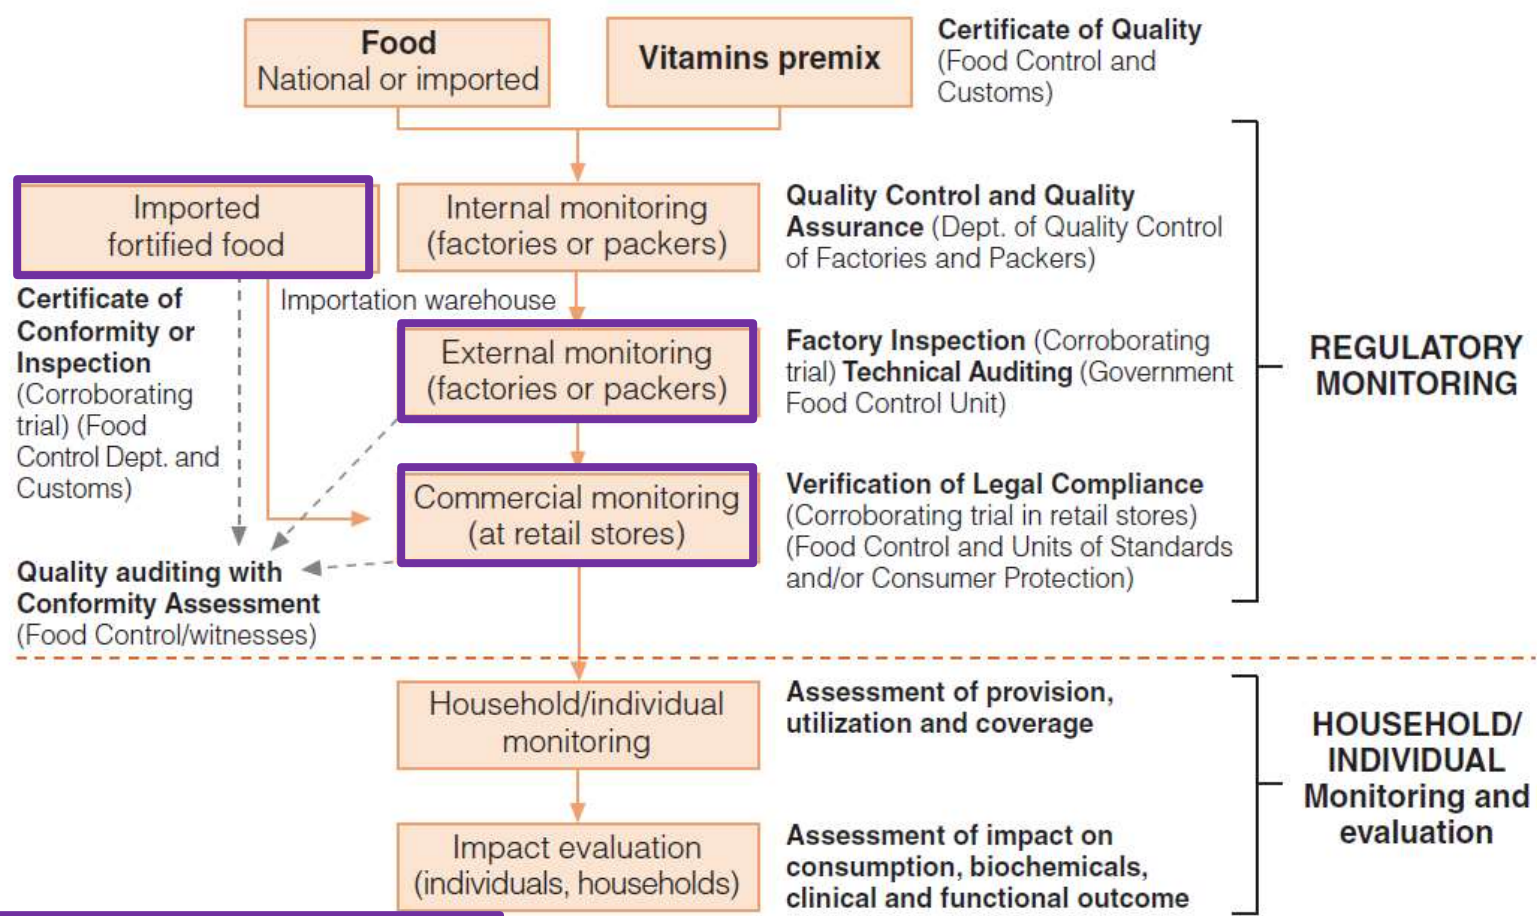 Food
National or imported
Vitamins premix
Certificate of Quality
(Food Control and
Customs)
Imported
fortified food
Internal monitoring
(factories or packers)
Quality Control and Quality
Assurance (Dept. of Quality Control
of Factories and Packers)
Certificate of
Conformity or
Inspection
(Corroborating
trial) (Food
Control Dept. and
Customs)
Importation warehouse
External monitoring
(factories or packers)
Factory Inspection (Corroborating
trial) Technical Auditing (Government
Food Control Unit)
REGULATORY
MONITORING
Commercial monitoring
(at retail stores)
Verification of Legal Compliance
(Corroborating trial in retail stores)
(Food Control and Units of Standards
and/or Consumer Protection)
Quality auditing with
Conformity Assessment
(Food Control/witnesses)
Household/individual
monitoring
Assessment of provision,
utilization and coverage
HOUSEHOLD/
INDIVIDUAL
Monitoring and
evaluation
Impact evaluation
(individuals, households)
Assessment of impact on
consumption, biochemicals,
clinical and functional outcome